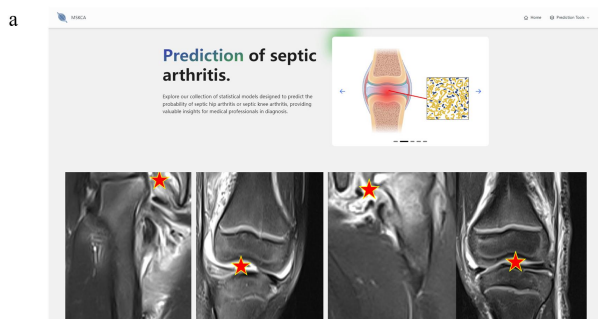 a
MSKCA
Home
Prediction Tools
Prediction of septic
arthritis.
Explore our collection of statistical models designed to predict the
probability of septic hip arthritis or septic knee arthritis, providing
valuable insights for medical professionals in diagnosis.